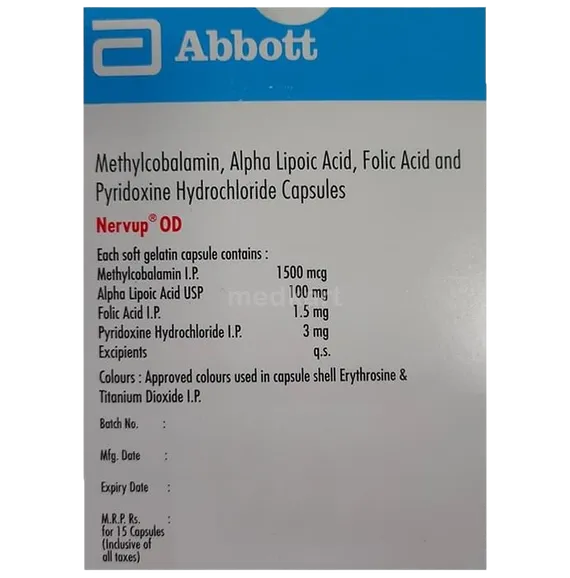 Abbott
Methylcobalamin, Alpha Lipoic Acid, Folic Acid and
Pyridoxine Hydrochloride Capsules
Nervup® OD
Each soft gelatin capsule contains :
Methylcobalamin I.P. 1500 mcg
Alpha Lipoic Acid USP 100 mg
Folic Acid I.P. 1.5 mg
Pyridoxine Hydrochloride I.P. 3 mg
Excipients q.s.
Colours : Approved colours used in capsule shell Erythrosine &
Titanium Dioxide I.P.
Batch No. :
Mfg. Date :
Expiry Date :
M.R.P. Rs. :
for 15 Capsules
(Inclusive of
all taxes)